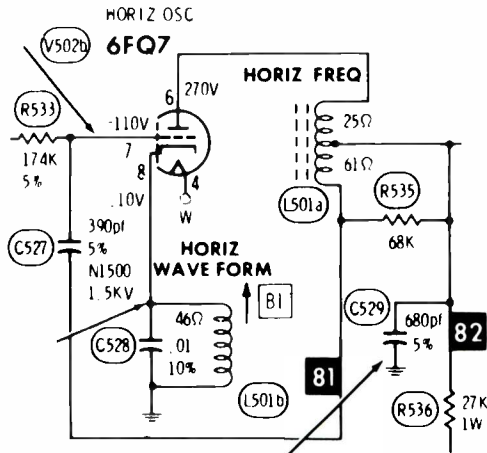 HORIZ OSC
V502b
6FQ7
6
270V
HORIZ FREQ
R533
-110V
25Ω
174K
5%
7
8
4
61Ω
.10V
W
L501a
R535
68K
390pf
5%
N1500
1.5KV
C527
HORIZ
WAVE FORM
B1
46Ω
C529
680pf
5%
82
C528
.01
10%
81
L501b
R536
27K
1W